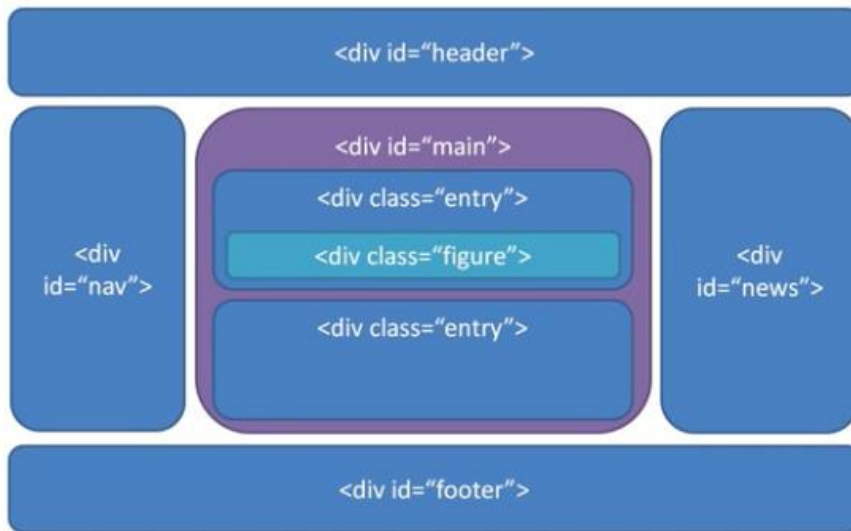 <div id=“header”>
<div
id=“nav”>
<div id=“main”>
<div class=“entry”>
<div class=“figure”>
<div class=“entry”>
<div
id=“news”>
<div id=“footer”>